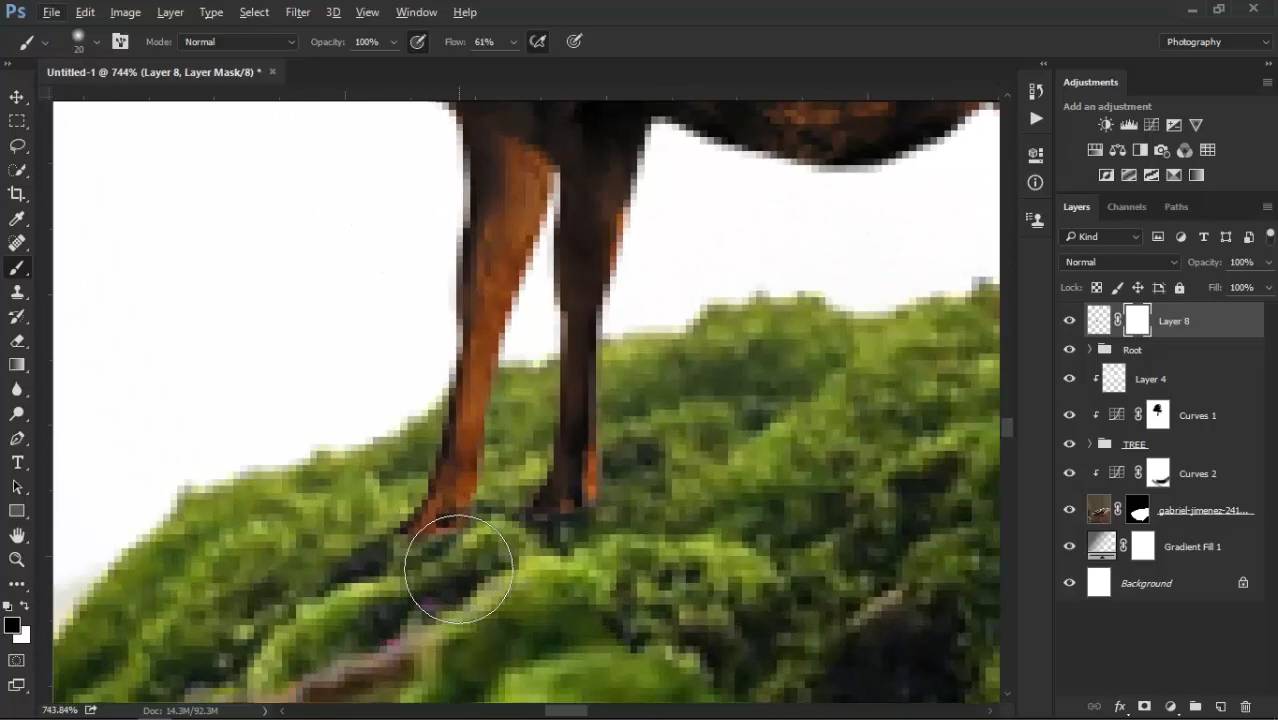 Ps File Edit Image Layer Type Select Filter 3D View Window Help
20 Mode: Normal Opacity: 100% Flow: 61% Photography
Untitled-1 @ 744% (Layer 8, Layer Mask/8) *
Adjustments
Add an adjustment
Layers Channels Paths
Kind
Normal Opacity: 100%
Lock: Fill: 100%
Layer 8
Root
Layer 4
Curves 1
TREE
Curves 2
gabriel-jimenez-241...
Gradient Fill 1
Background
743.84% Doc: 14.3M/92.3M